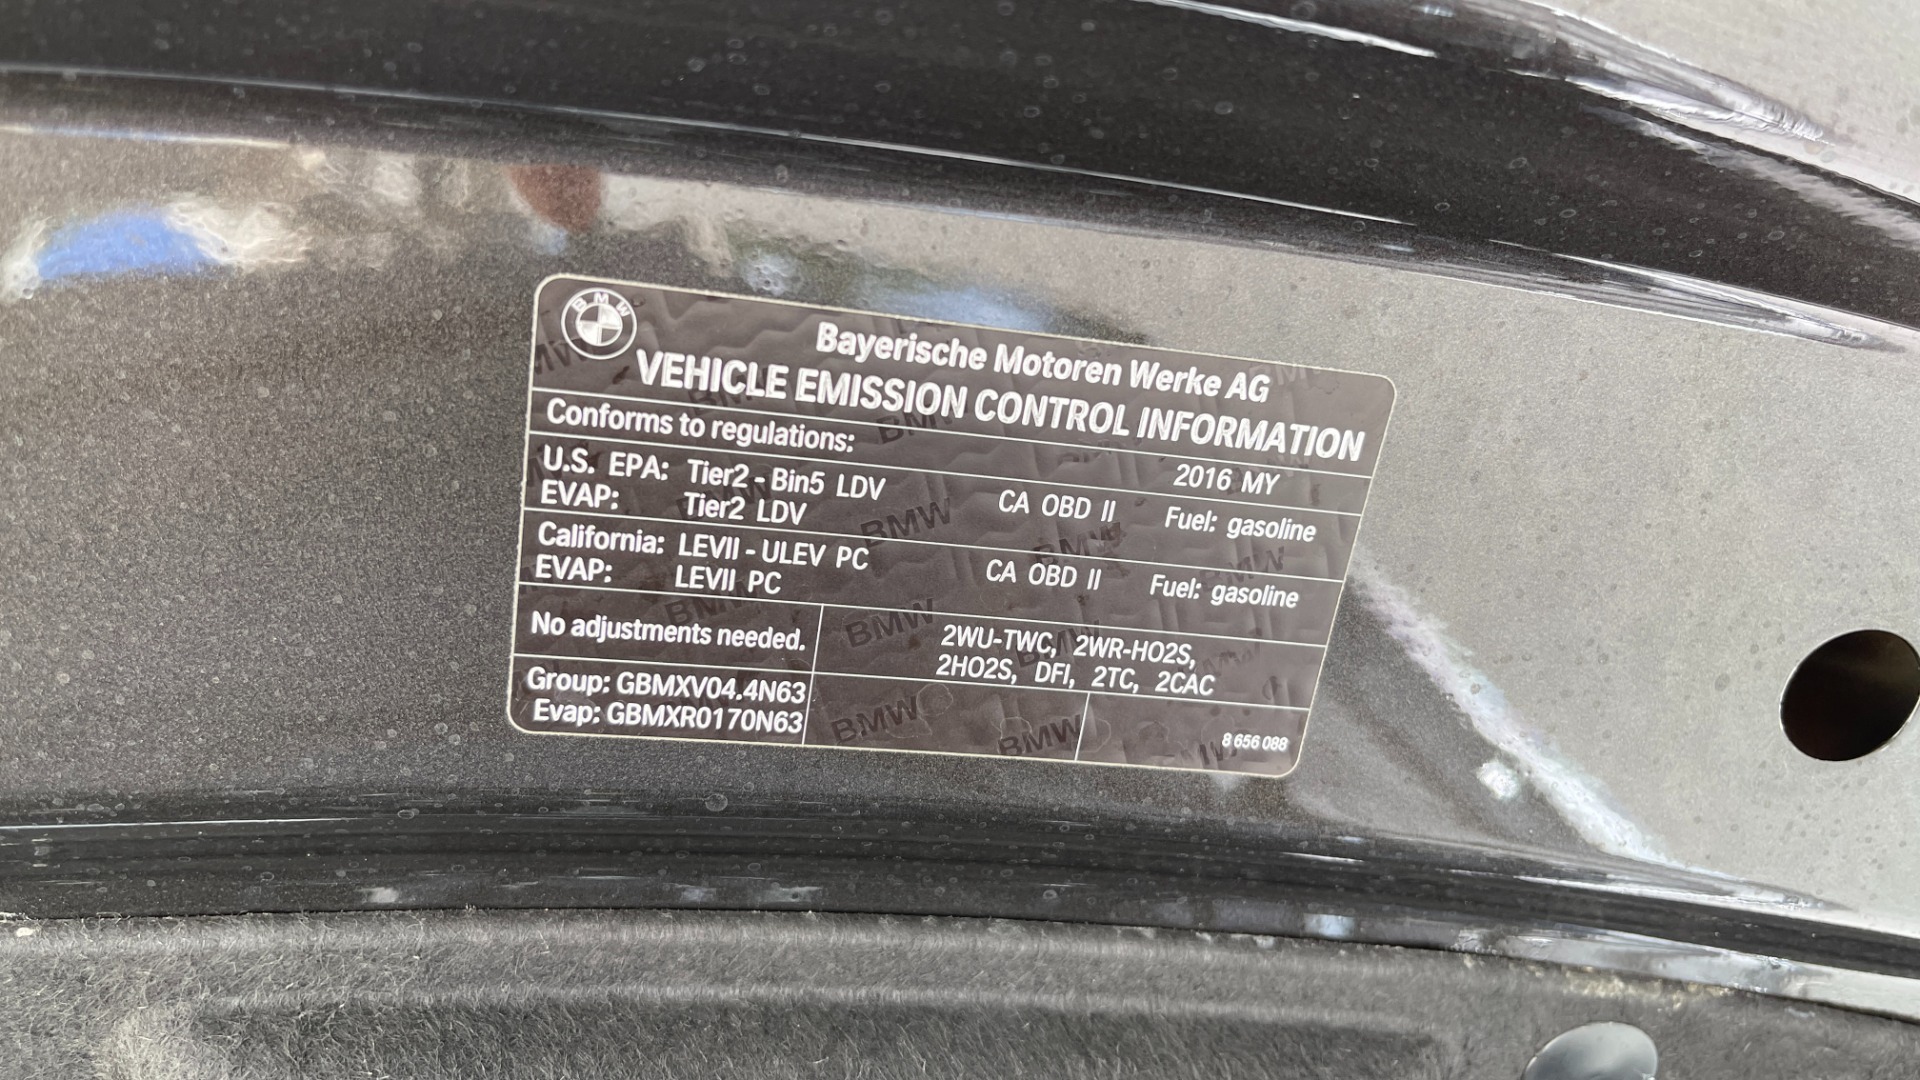 BMW
Bayerische Motoren Werke AG
VEHICLE EMISSION CONTROL INFORMATION
Conforms to regulations: 2016 MY
U.S. EPA: Tier2 - Bin5 LDV CA OBD II Fuel: gasoline
EVAP: Tier2 LDV
California: LEVII - ULEV PC CA OBD II Fuel: gasoline
EVAP: LEVII PC
No adjustments needed.
2WU-TWC, 2WR-HO2S,
2HO2S, DFI, 2TC, 2CAC
Group: GBMXV04.4N63
Evap: GBMXR0170N63
8 656 088